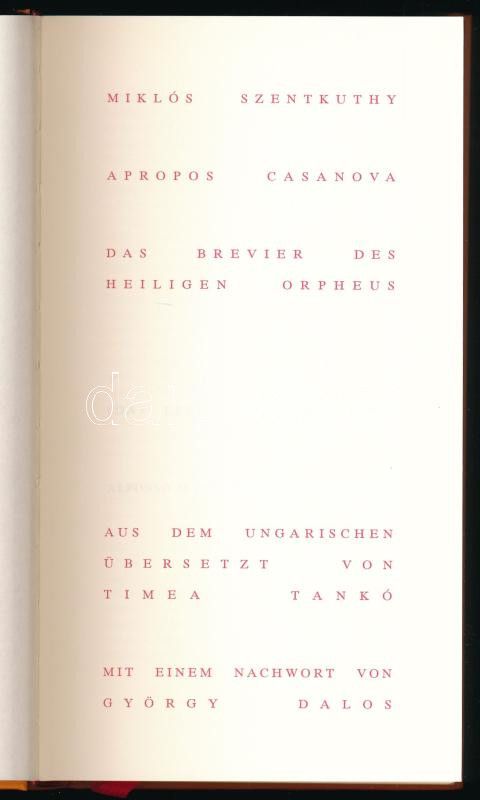 MIKLÓS SZENTKUTHY
APROPOS CASANOVA
DAS BREVIER DES
HEILIGEN ORPHEUS
AUS DEM UNGARISCHEN
ÜBERSETZT VON
TIMEA TANKÓ
MIT EINEM NACHWORT VON
GYÖRGY DALOS